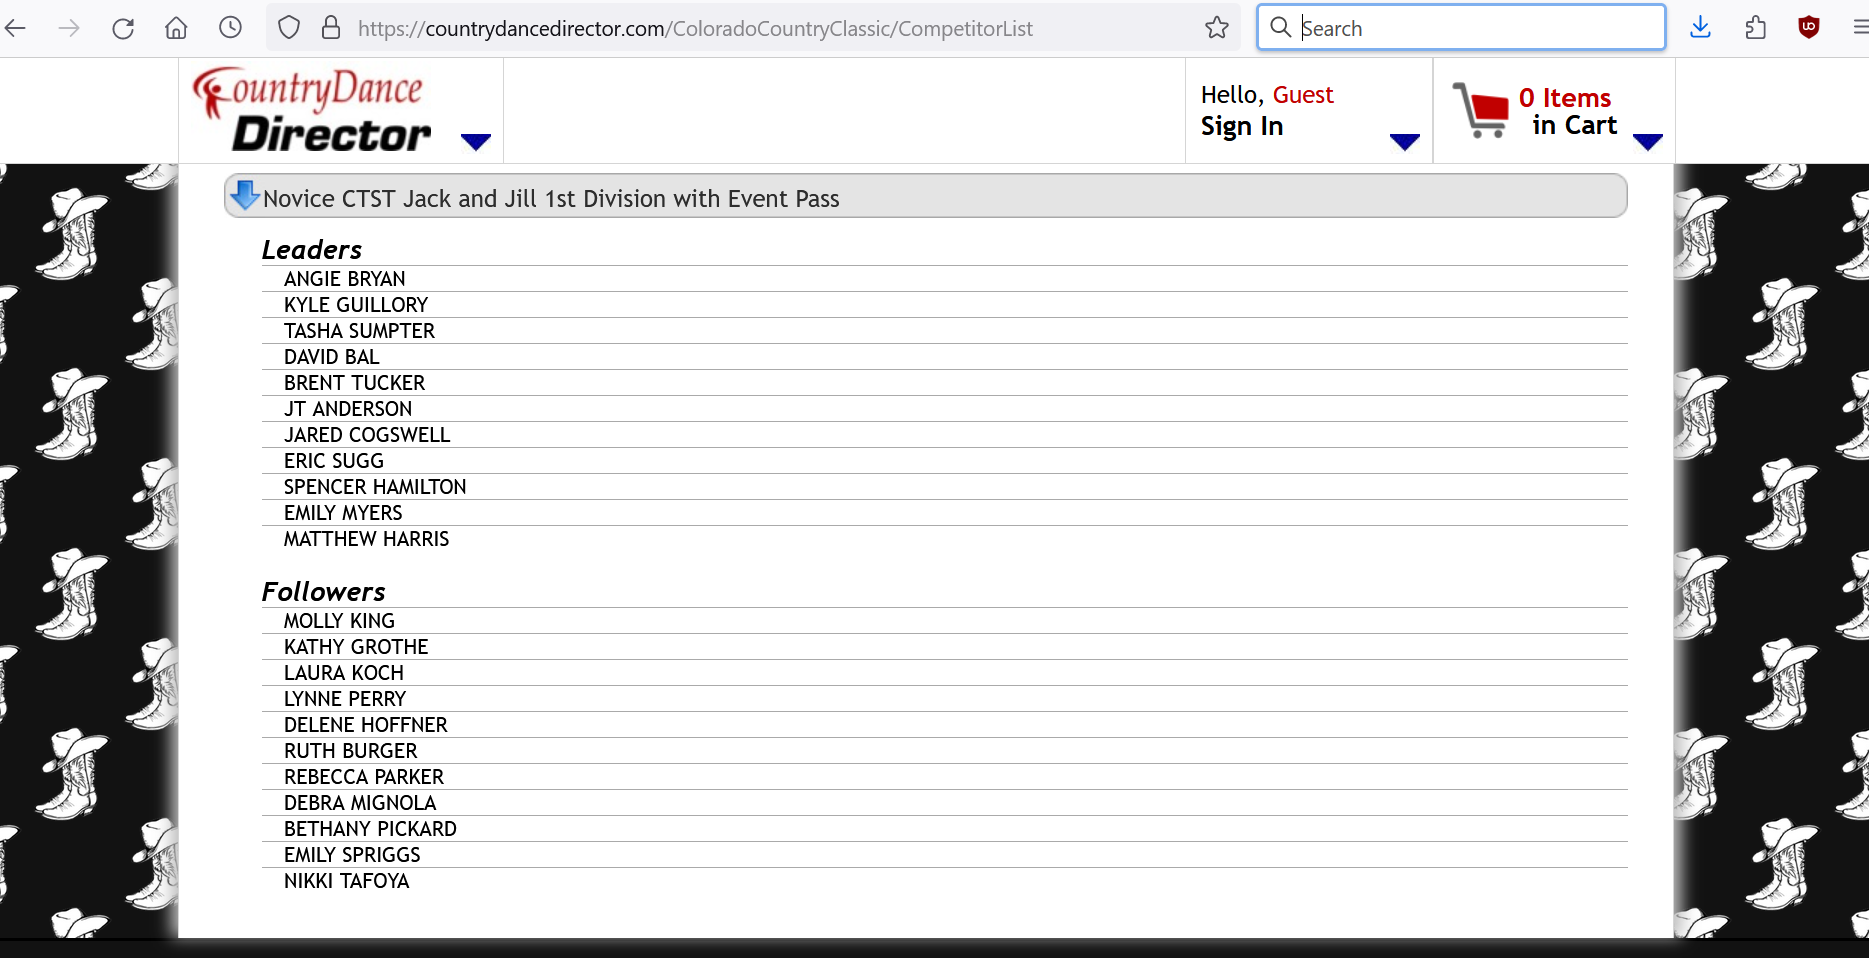 https://countrydancedirector.com/ColoradoCountryClassic/CompetitorList
Search
CountryDance
Director
Hello, Guest
Sign In
0 Items
in Cart
Novice CTST Jack and Jill 1st Division with Event Pass
Leaders
ANGIE BRYAN
KYLE GUILLORY
TASHA SUMPTER
DAVID BAL
BRENT TUCKER
JT ANDERSON
JARED COGSWELL
ERIC SUGG
SPENCER HAMILTON
EMILY MYERS
MATTHEW HARRIS
Followers
MOLLY KING
KATHY GROTHE
LAURA KOCH
LYNNE PERRY
DELENE HOFFNER
RUTH BURGER
REBECCA PARKER
DEBRA MIGNOLA
BETHANY PICKARD
EMILY SPRIGGS
NIKKI TAFOYA